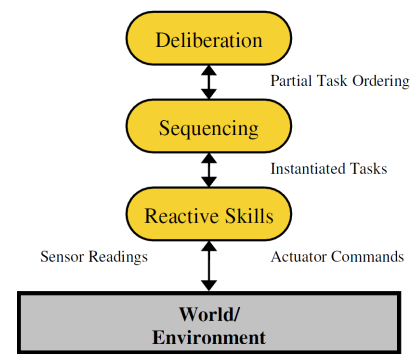 Deliberation
Partial Task Ordering
Sequencing
Instantiated Tasks
Reactive Skills
Sensor Readings
Actuator Commands
World/
Environment